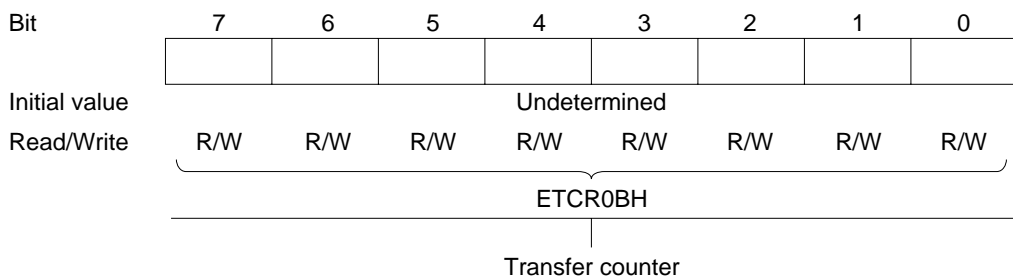 Bit 7 6 5 4 3 2 1 0
Initial value Undetermined
Read/Write R/W R/W R/W R/W R/W R/W R/W R/W
ETCR0BH
Transfer counter